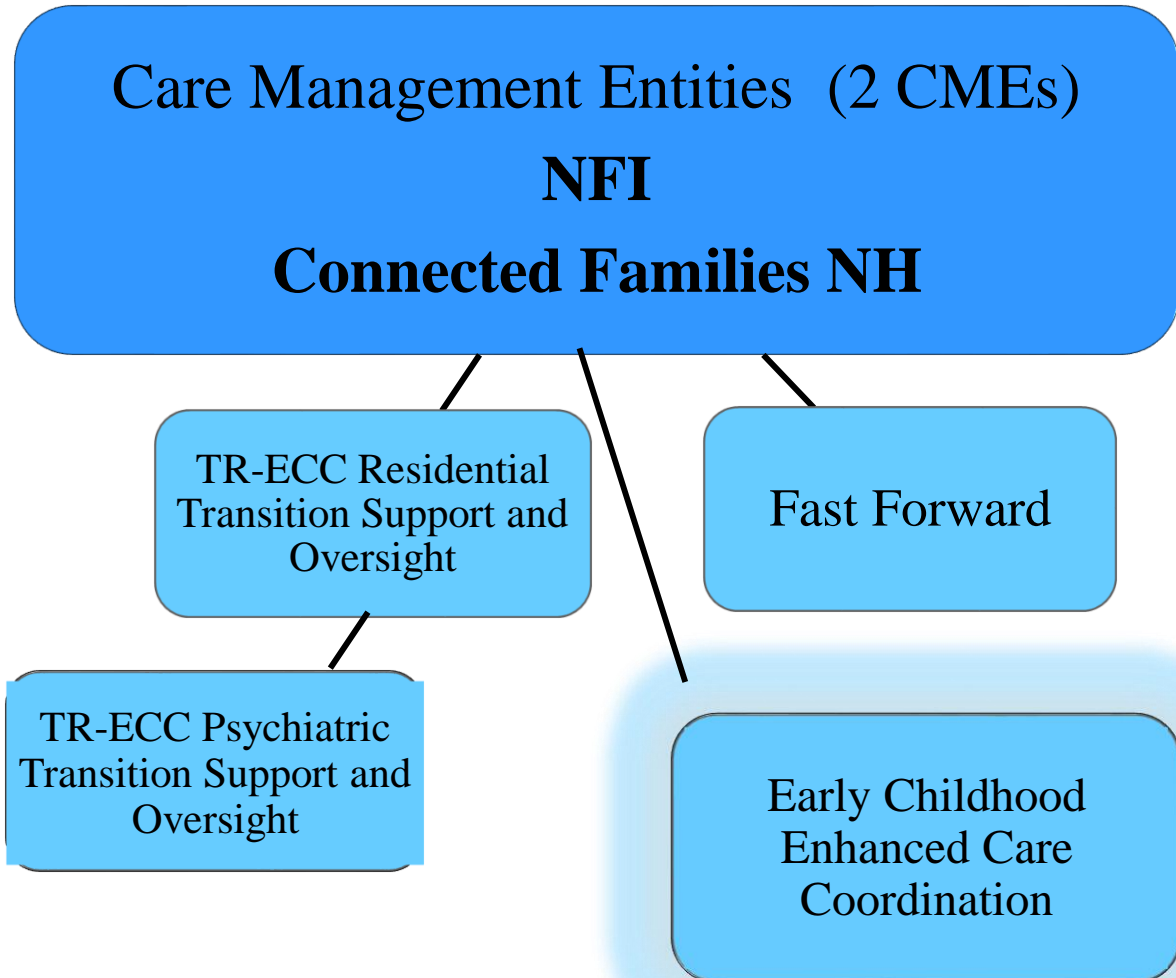 Care Management Entities  (2 CMEs)
NFI
Connected Families NH
TR-ECC Residential
Transition Support and
Oversight
Fast Forward
TR-ECC Psychiatric
Transition Support and
Oversight
Early Childhood
Enhanced Care
Coordination